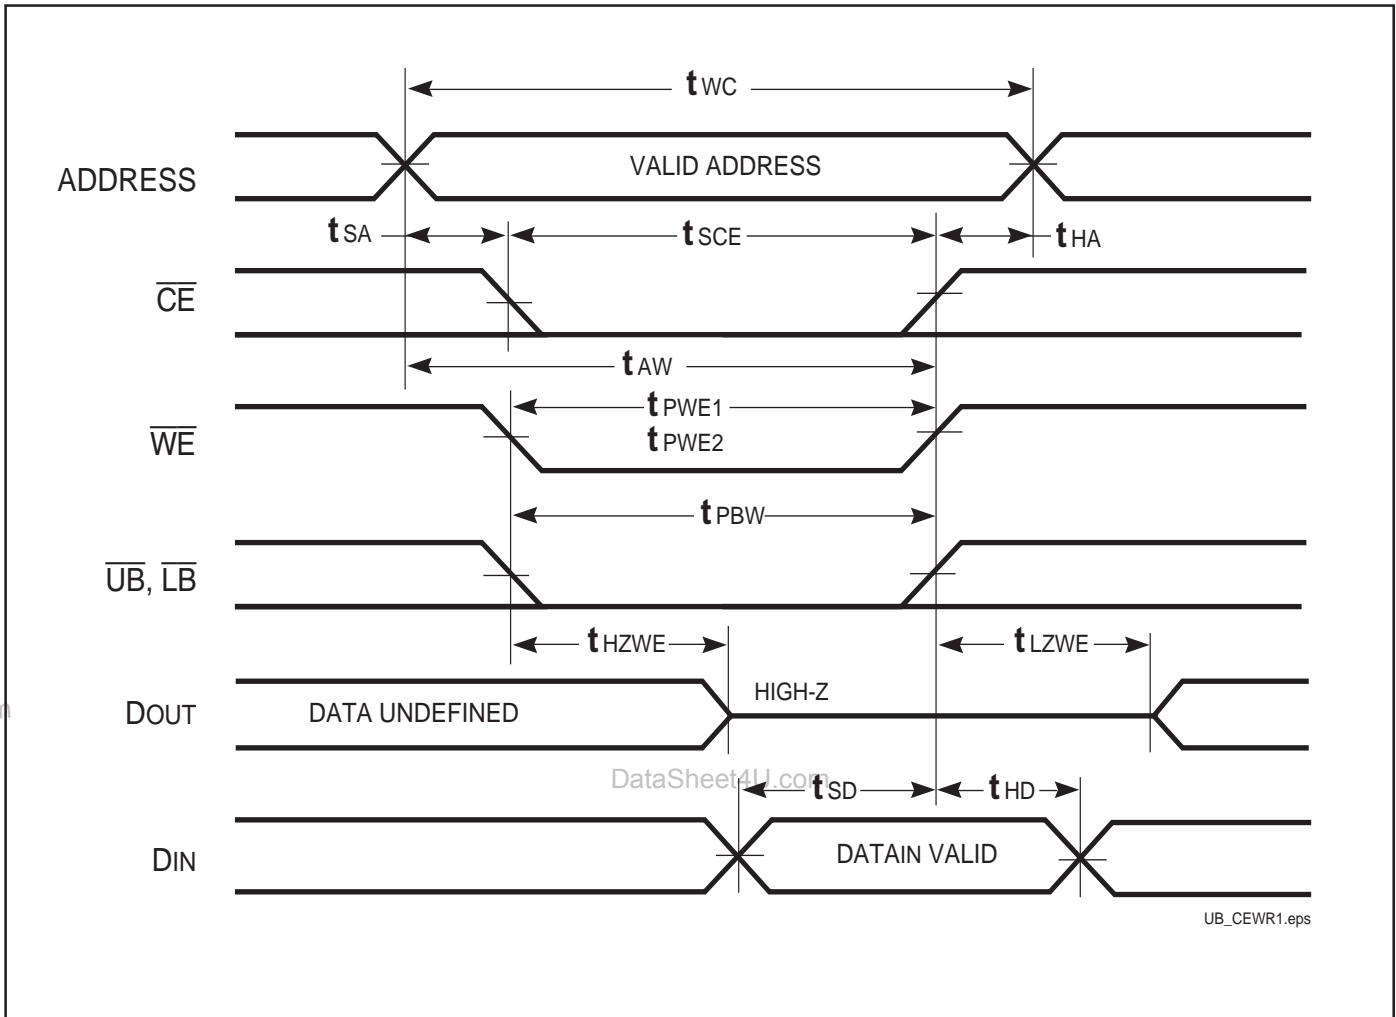 tWC
ADDRESS
VALID ADDRESS
tSA
tSCE
tHA
CE
tAW
tPWE1
WE
tPWE2
tPBW
UB, LB
tHZWE
tLZWE
HIGH-Z
DOUT
DATA UNDEFINED
DataSheet4U.com
tSD
tHD
DIN
DATAIN VALID
UB_CEWR1.eps